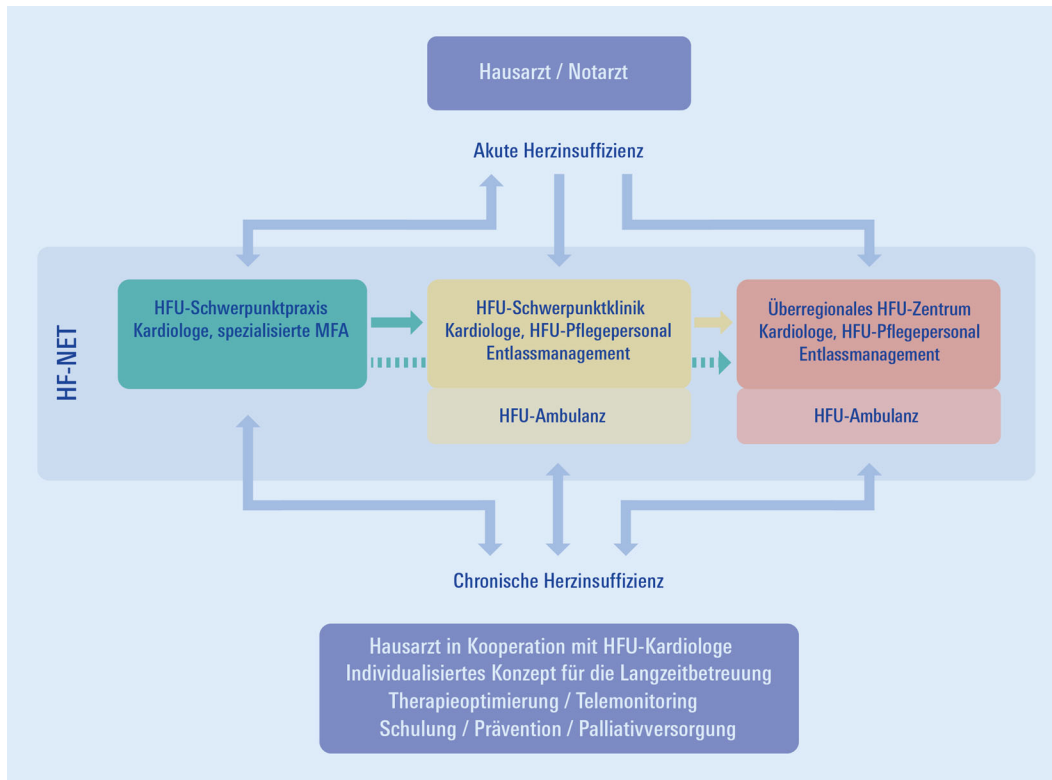 Hausarzt / Notarzt
Akute Herzinsuffizienz
HF-NET
HFU-Schwerpunktpraxis
Kardiologe, spezialisierte MFA
HFU-Schwerpunktklinik
Kardiologe, HFU-Pflegepersonal
Entlassmanagement
HFU-Ambulanz
Überregionales HFU-Zentrum
Kardiologe, HFU-Pflegepersonal
Entlassmanagement
HFU-Ambulanz
Chronische Herzinsuffizienz
Hausarzt in Kooperation mit HFU-Kardiologe
Individualisiertes Konzept für die Langzeitbetreuung
Therapieoptimierung / Telemonitoring
Schulung / Prävention / Palliativversorgung